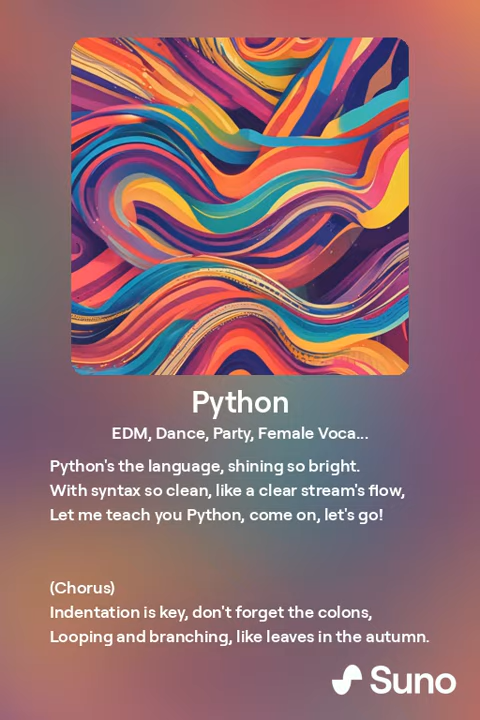 Python
EDM, Dance, Party, Female Voca...
Python's the language, shining so bright.
With syntax so clean, like a clear stream's flow,
Let me teach you Python, come on, let's go!
(Chorus)
Indentation is key, don't forget the colons,
Looping and branching, like leaves in the autumn.
Suno